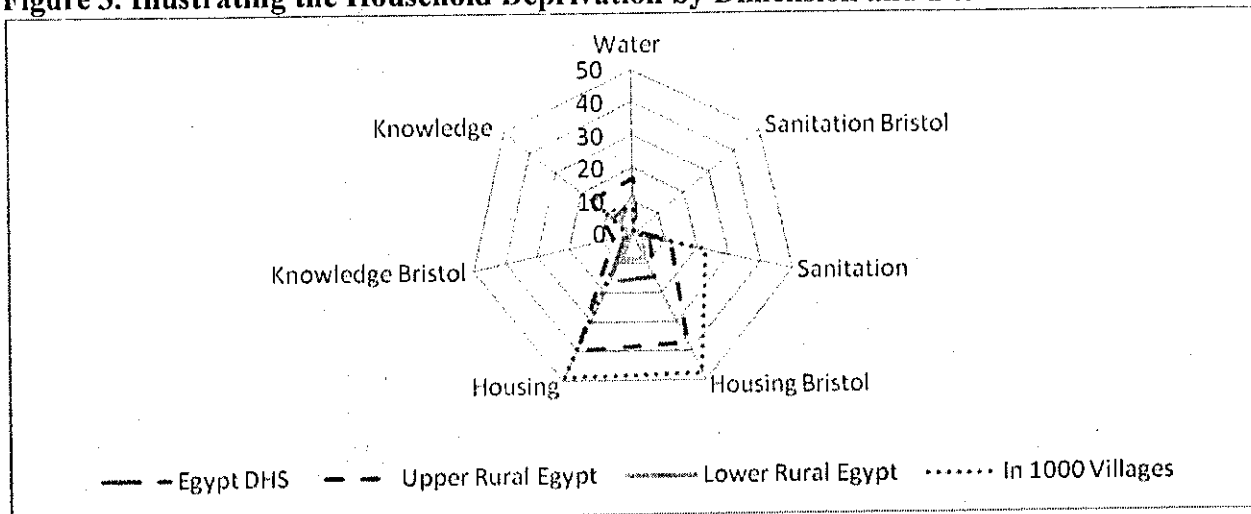 Figure 3: Illustrating the Household Deprivation by Dimension and
Water
50
40
30
20
10
0
Knowledge
Sanitation Bristol
Knowledge Bristol
Sanitation
Housing
Housing Bristol
Egypt DHS Upper Rural Egypt Lower Rural Egypt In 1000 Villages